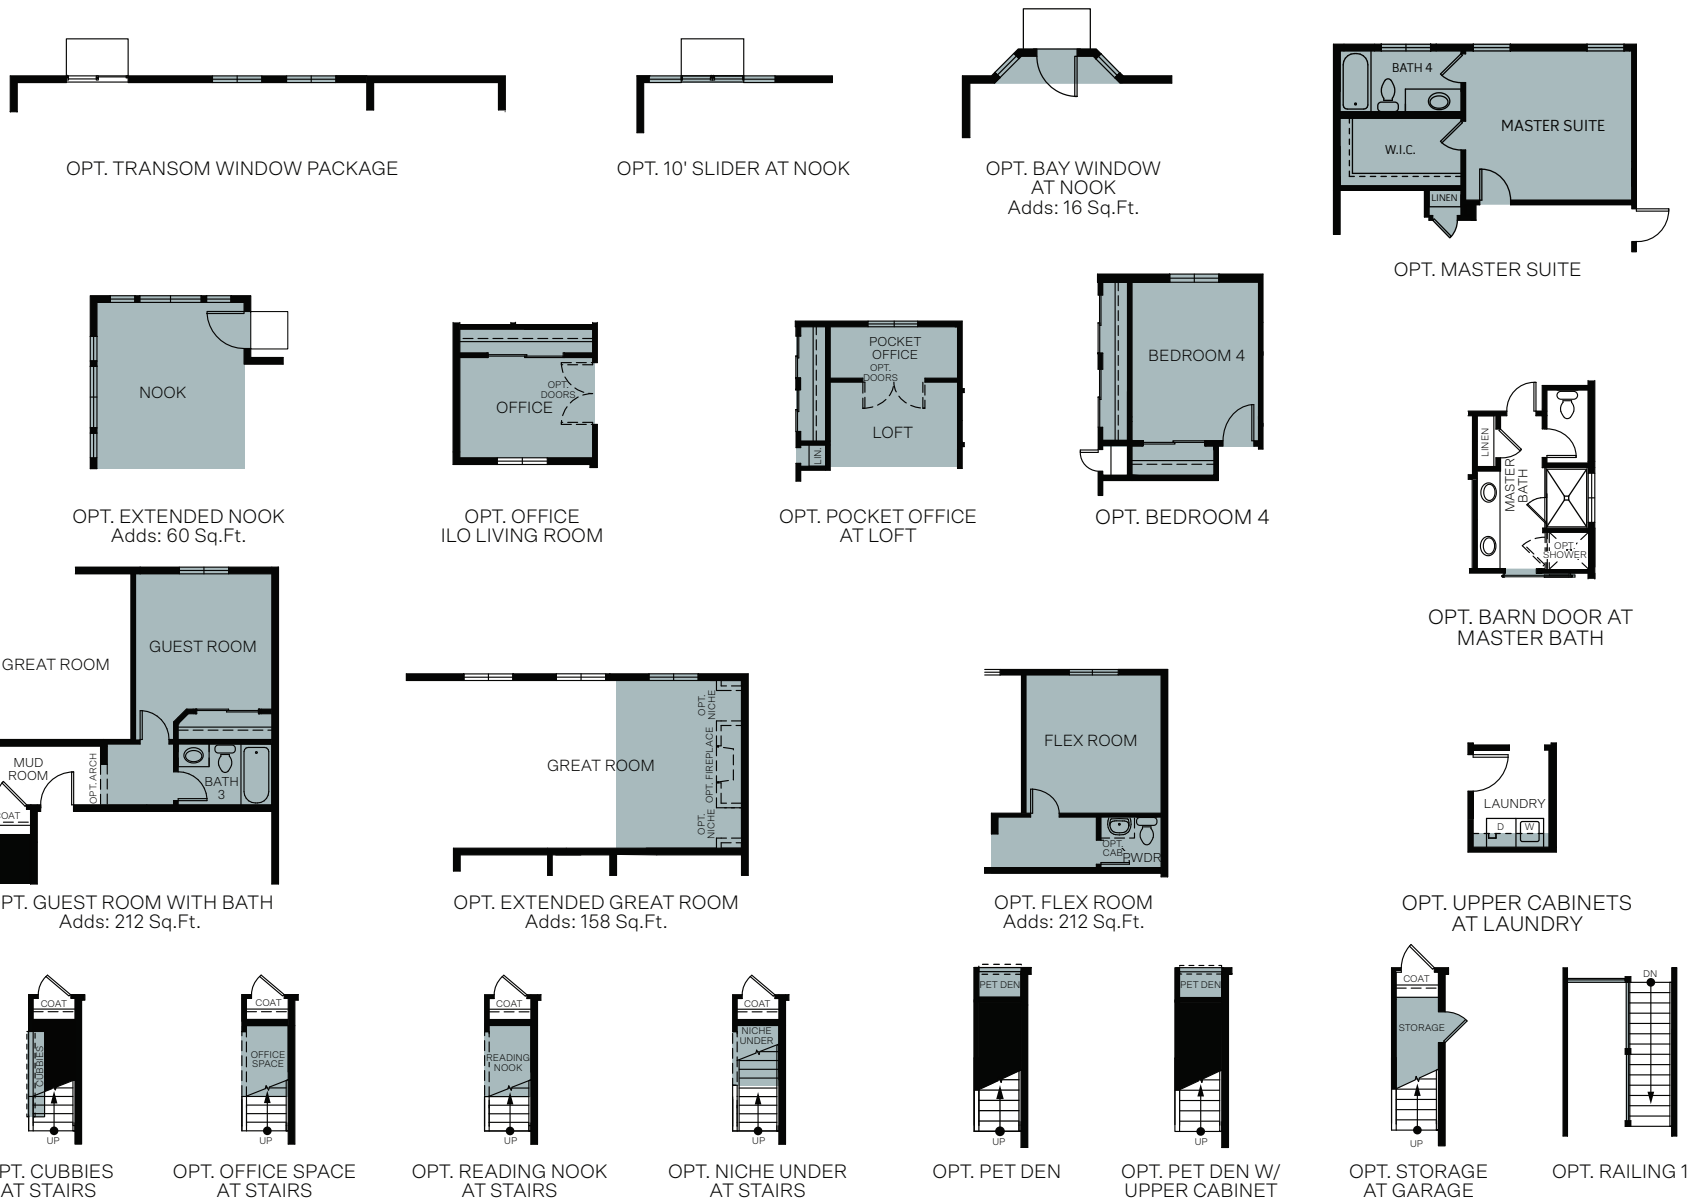 OPT. TRANSOM WINDOW PACKAGE
OPT. 10' SLIDER AT NOOK
OPT. BAY WINDOW
AT NOOK
Adds: 16 Sq.Ft.
BATH 4
MASTER SUITE
W.I.C.
LINEN
OPT. MASTER SUITE
NOOK
OPT. EXTENDED NOOK
Adds: 60 Sq.Ft.
OPT.
DOORS
OFFICE
OPT. OFFICE
ILO LIVING ROOM
POCKET
OFFICE
OPT.
DOORS
LOFT
LIN.
OPT. POCKET OFFICE
AT LOFT
BEDROOM 4
OPT. BEDROOM 4
LINEN
MASTER
BATH
OPT.
SHOWER
OPT. BARN DOOR AT
MASTER BATH
GREAT ROOM
GUEST ROOM
MUD
ROOM
OPT. ARCH
BATH
3
OAT
PT. GUEST ROOM WITH BATH
Adds: 212 Sq.Ft.
GREAT ROOM
OPT.
NICHE
OPT. FIREPLACE
OPT.
NICHE
OPT. EXTENDED GREAT ROOM
Adds: 158 Sq.Ft.
FLEX ROOM
OPT.
CAB.
PWDR
OPT. FLEX ROOM
Adds: 212 Sq.Ft.
LAUNDRY
D
W
OPT. UPPER CABINETS
AT LAUNDRY
COAT
CUBBIES
UP
PT. CUBBIES
AT STAIRS
COAT
OFFICE
SPACE
UP
OPT. OFFICE SPACE
AT STAIRS
COAT
READING
NOOK
UP
OPT. READING NOOK
AT STAIRS
COAT
NICHE
UNDER
UP
OPT. NICHE UNDER
AT STAIRS
PET DEN
UP
OPT. PET DEN
PET DEN
UP
OPT. PET DEN W/
UPPER CABINET
COAT
STORAGE
UP
OPT. STORAGE
AT GARAGE
DN
OPT. RAILING 1